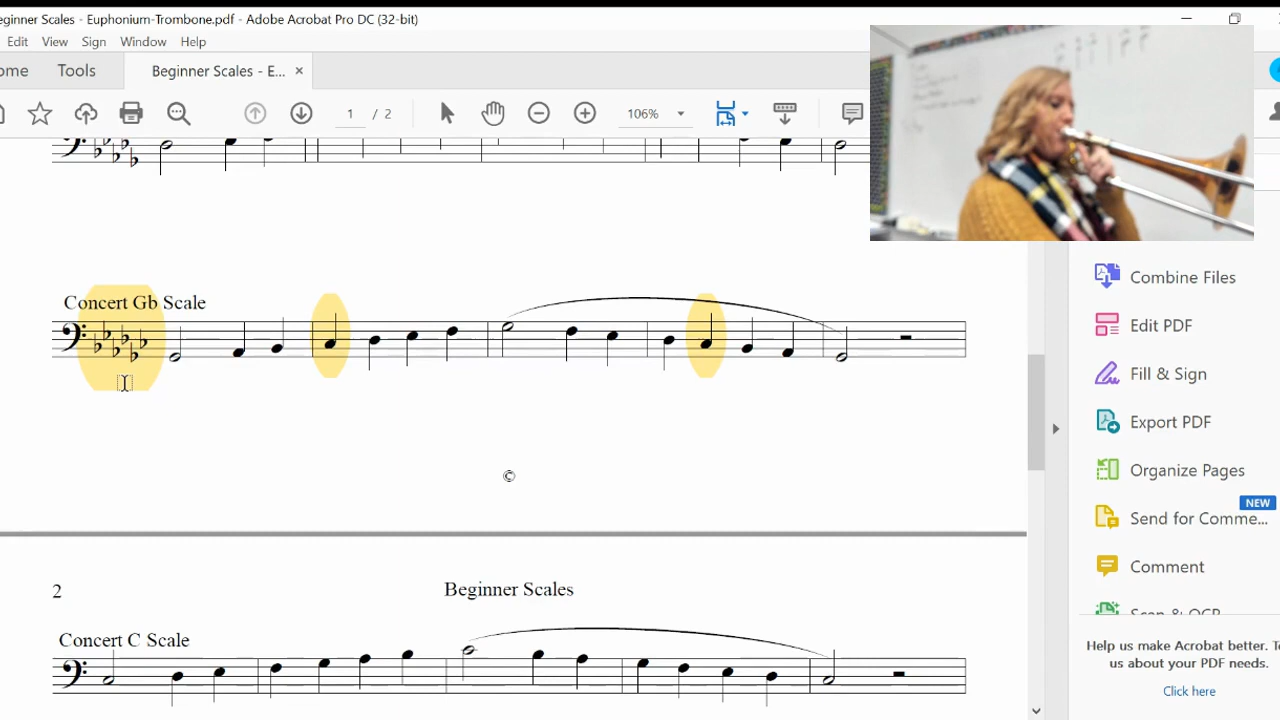 eginner Scales - Euphonium-Trombone.pdf - Adobe Acrobat Pro DC (32-bit)
Edit View Sign Window Help
ome Tools Beginner Scales - E... ×
1 / 2 106%
Concert Gb Scale
©
2 Beginner Scales
Concert C Scale
Combine Files
Edit PDF
Fill & Sign
Export PDF
Organize Pages
NEW
Send for Comme...
Comment
Scan & OCR
Help us make Acrobat better. T
us about your PDF needs.
Click here